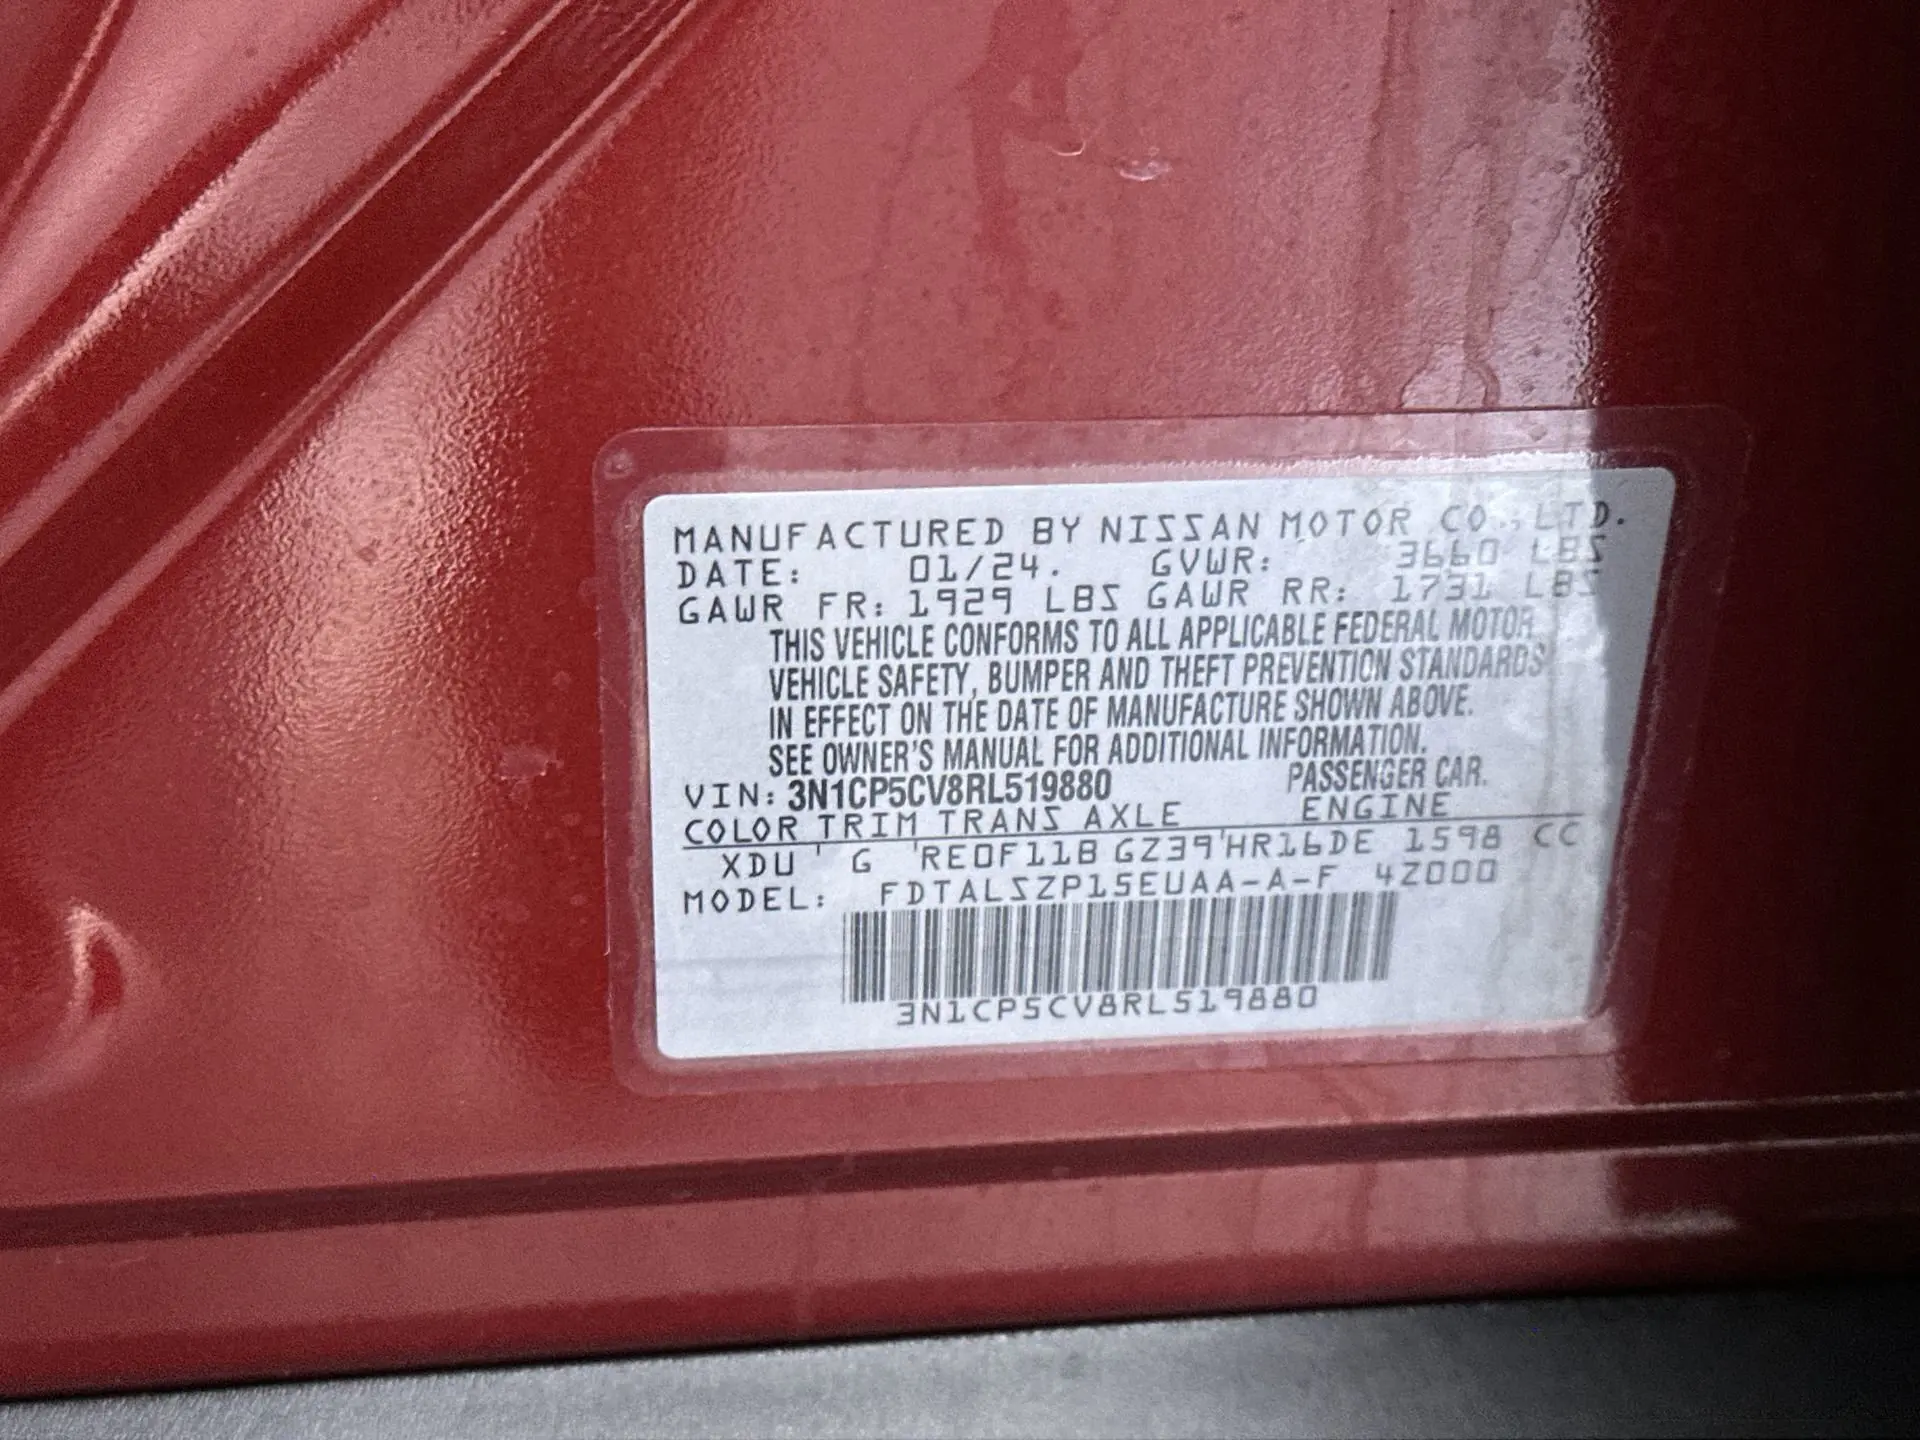 MANUFACTURED BY NISSAN MOTOR CO., LTD.
DATE: 01/24. GVWR: 3660 LBS
GAWR FR: 1929 LBS GAWR RR: 1731 LBS
THIS VEHICLE CONFORMS TO ALL APPLICABLE FEDERAL MOTOR
VEHICLE SAFETY, BUMPER AND THEFT PREVENTION STANDARDS
IN EFFECT ON THE DATE OF MANUFACTURE SHOWN ABOVE.
SEE OWNER'S MANUAL FOR ADDITIONAL INFORMATION.
VIN: 3N1CP5CV8RL519880 PASSENGER CAR.
COLOR TRIM TRANS AXLE ENGINE
XDU ' G 'RE0F11B GZ39'HR16DE 1598 CC
MODEL: FDTALSZP15EUAA-A-F 4Z000
3N1CP5CV8RL519880